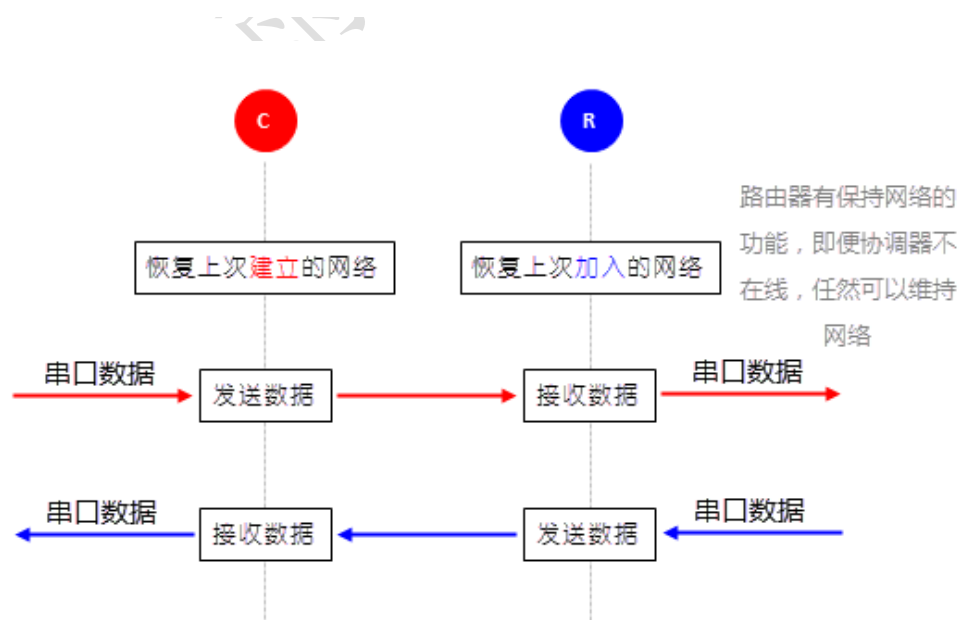 C
R
路由器有保持网络的
功能，即便协调器不
在线，任然可以维持
网络
恢复上次建立的网络
恢复上次加入的网络
串口数据
发送数据
接收数据
串口数据
串口数据
接收数据
发送数据
串口数据